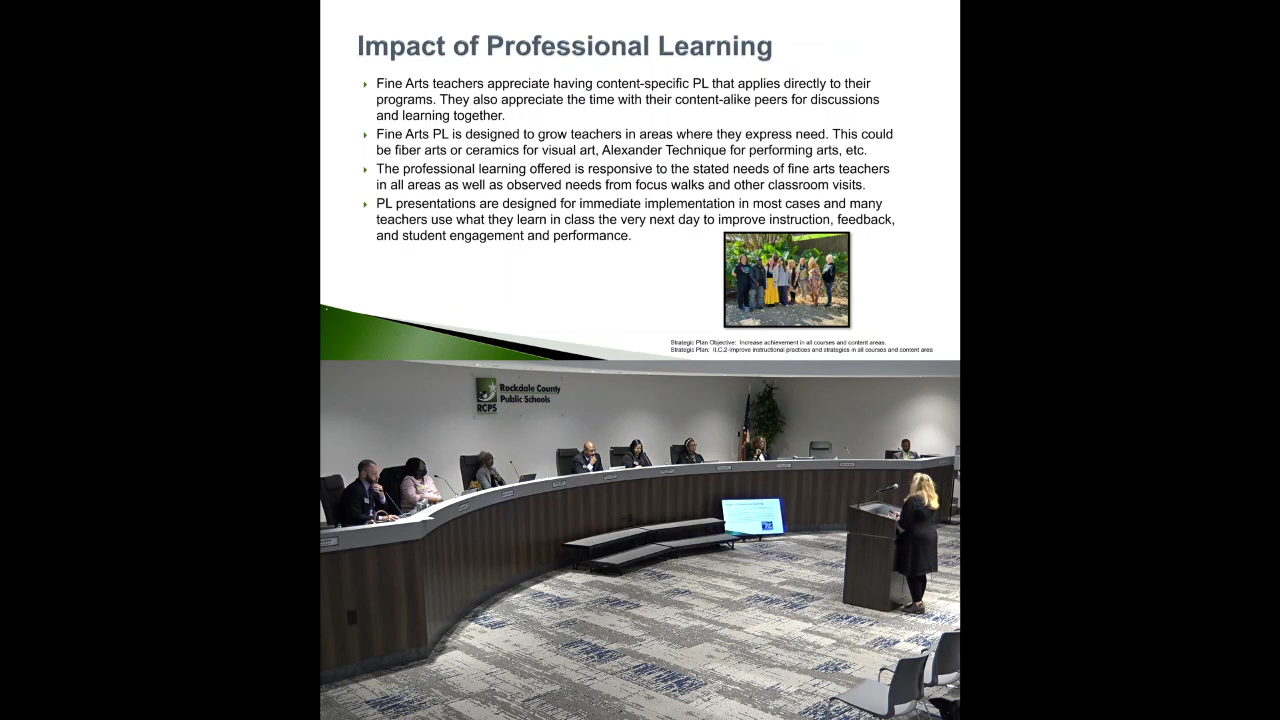 Impact of Professional Learning
Fine Arts teachers appreciate having content-specific PL that applies directly to their
programs. They also appreciate the time with their content-alike peers for discussions
and learning together.
Fine Arts PL is designed to grow teachers in areas where they express need. This could
be fiber arts or ceramics for visual art, Alexander Technique for performing arts, etc.
The professional learning offered is responsive to the stated needs of fine arts teachers
in all areas as well as observed needs from focus walks and other classroom visits.
PL presentations are designed for immediate implementation in most cases and many
teachers use what they learn in class the very next day to improve instruction, feedback,
and student engagement and performance.
Strategic Plan Objective: Increase achievement in all courses and content areas.
Strategic Plan: II.C.2-Improve instructional practices and strategies in all courses and content area
Rockdale County
Public Schools
RCPS